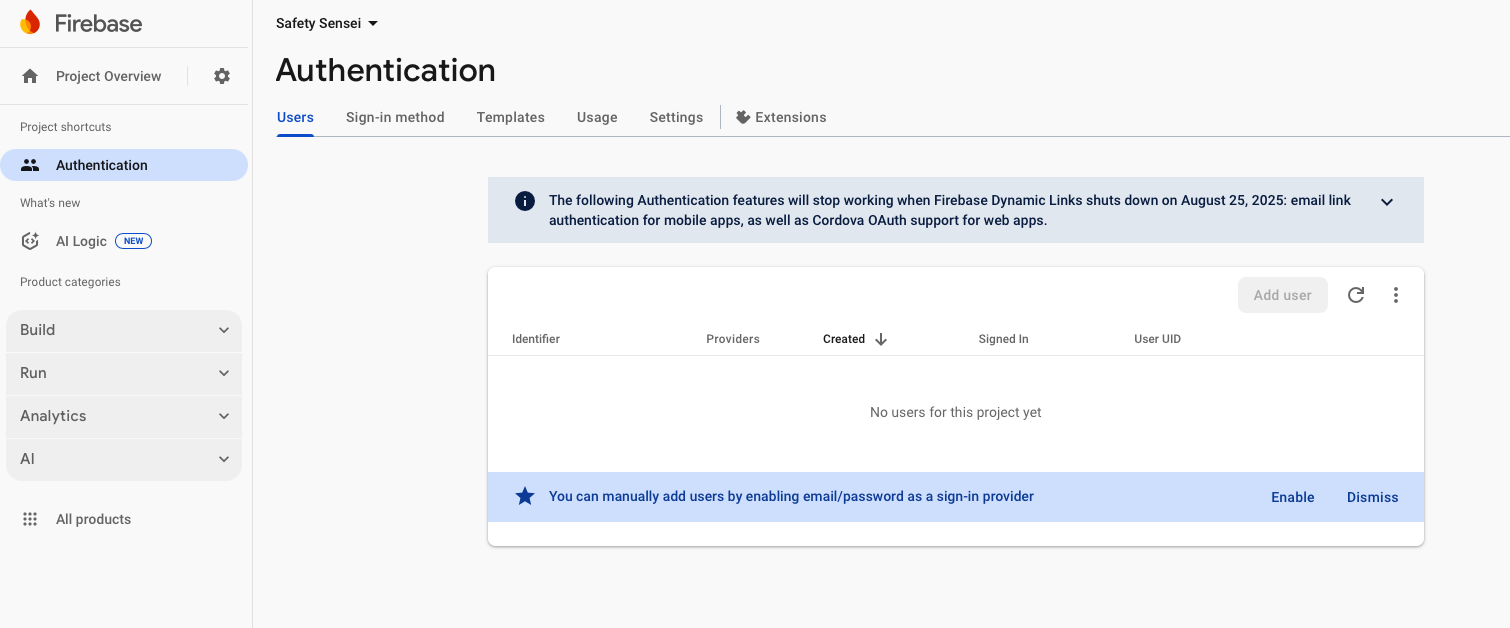 Firebase
Project Overview
Project shortcuts
Authentication
What's new
AI Logic NEW
Product categories
Build
Run
Analytics
AI
All products
Safety Sensei
Authentication
Users Sign-in method Templates Usage Settings Extensions
The following Authentication features will stop working when Firebase Dynamic Links shuts down on August 25, 2025: email link
authentication for mobile apps, as well as Cordova OAuth support for web apps.
Add user
Identifier Providers Created Signed In User UID
No users for this project yet
You can manually add users by enabling email/password as a sign-in provider Enable Dismiss